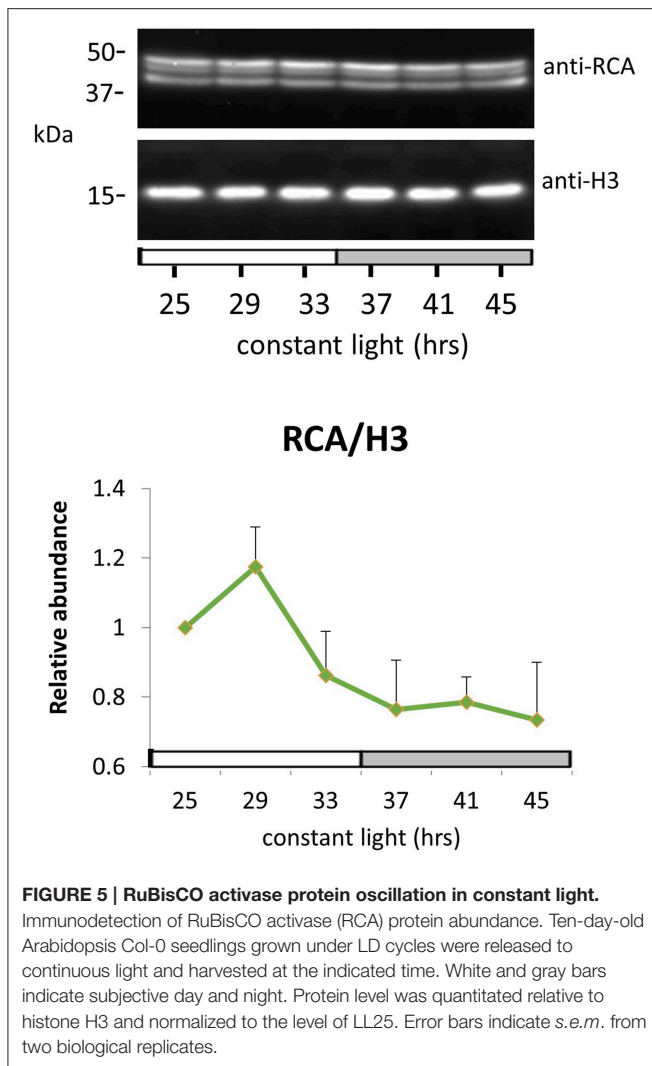 50-
anti-RCA
37-
kDa
15-
anti-H3
25 29 33 37 41 45
constant light (hrs)
RCA/H3
1.4
1.2
1
0.8
0.6
Relative abundance
25 29 33 37 41 45
constant light (hrs)
FIGURE 5 | RuBisCO activase protein oscillation in constant light.
Immunodetection of RuBisCO activase (RCA) protein abundance. Ten-day-old
Arabidopsis Col-0 seedlings grown under LD cycles were released to
continuous light and harvested at the indicated time. White and gray bars
indicate subjective day and night. Protein level was quantitated relative to
histone H3 and normalized to the level of LL25. Error bars indicate s.e.m. from
two biological replicates.